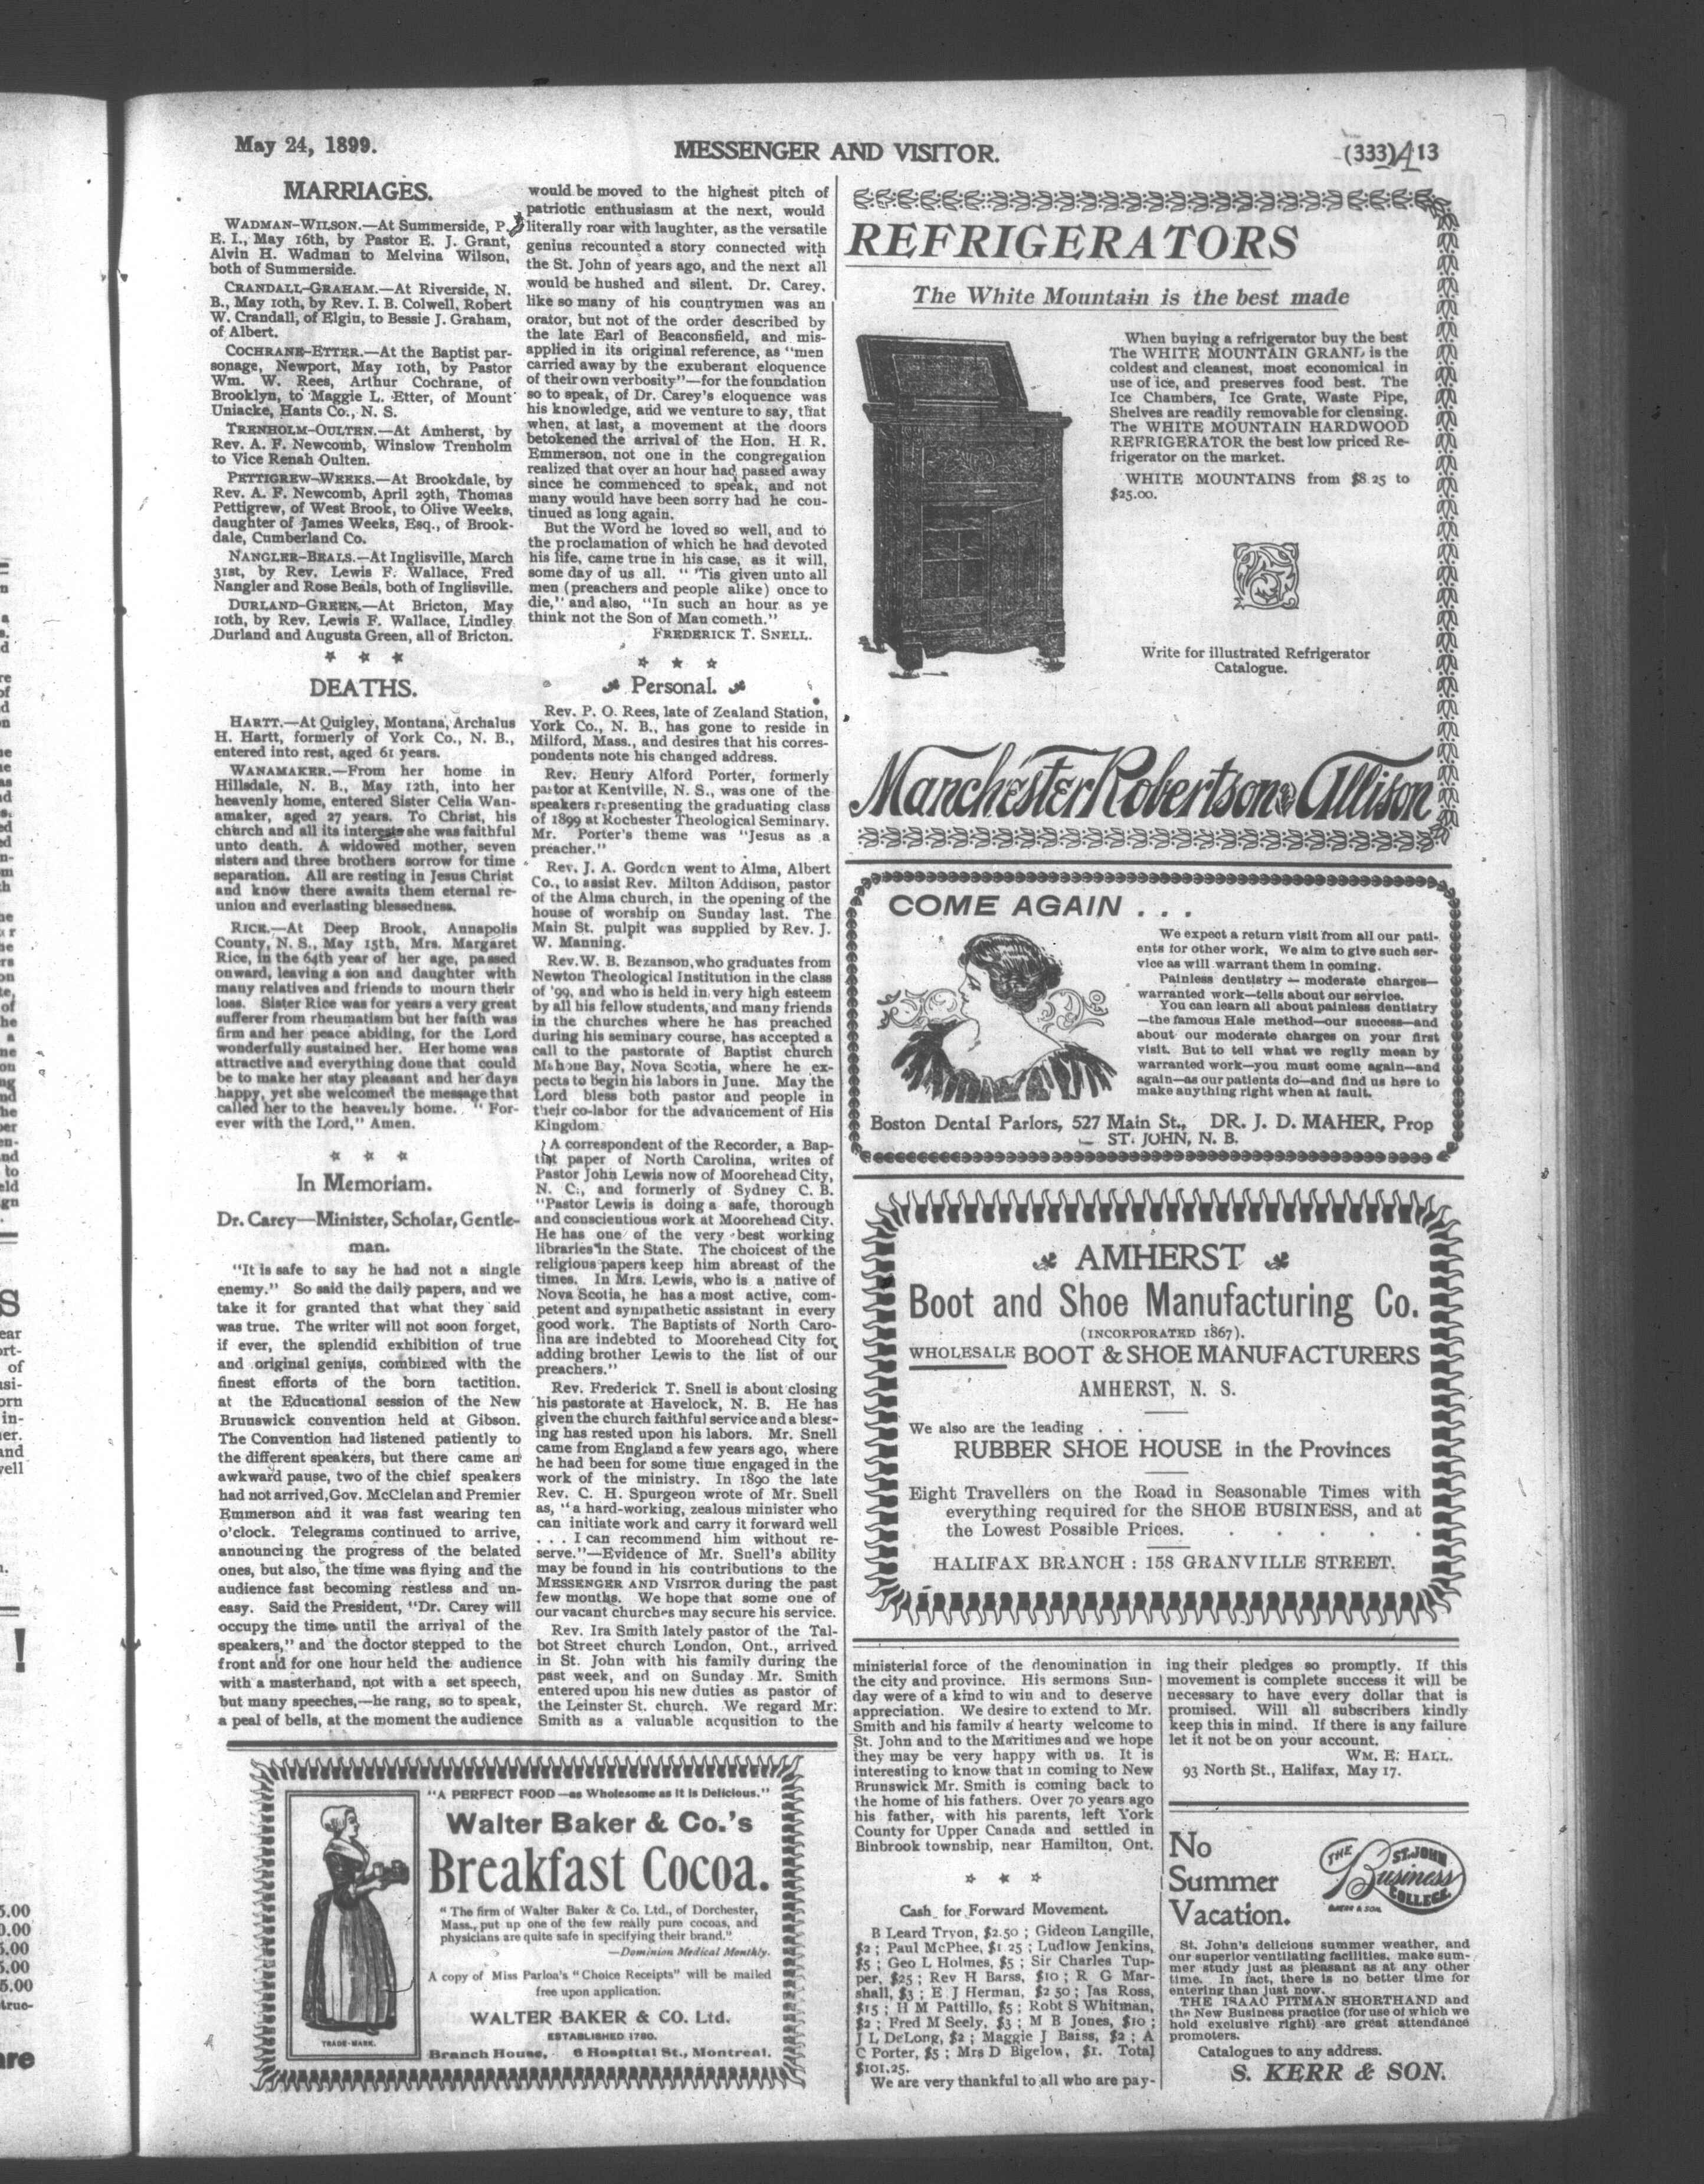 May 24, 1899.
MESSENGER AND VISITOR.
(333) 13
MARRIAGES.
WADMAN-WILSON.—At Summerside, P.
E. I., May 16th, by Pastor E. J. Grant,
Alvin H. Wadman to Melvina Wilson,
both of Summerside.
CRANDALL-GRAHAM.—At Riverside, N.
B., May 10th, by Rev. I. B. Colwell, Robert
W. Crandall, of Elgin, to Bessie J. Graham,
of Albert.
COCHRANE-ETTER.—At the Baptist par-
sonage, Newport, May 10th, by Pastor
Wm. W. Rees, Arthur Cochrane, of
Brooklyn, to Maggie L. Etter, of Mount
Uniacke, Hants Co., N. S.
TRENHOLM-OULTEN.—At Amherst, by
Rev. A. F. Newcomb, Winslow Trenholm
to Vice Renah Oulten.
PETTIGREW-WEEKS.—At Brookdale, by
Rev. A. F. Newcomb, April 29th, Thomas
Pettigrew, of West Brook, to Olive Weeks,
daughter of James Weeks, Esq., of Brook-
dale, Cumberland Co.
NANGLER-BEALS.—At Inglisville, March
31st, by Rev. Lewis F. Wallace, Fred
Nangler and Rose Beals, both of Inglisville.
DURLAND-GREEN.—At Bricton, May
10th, by Rev. Lewis F. Wallace, Lindley
Durland and Augusta Green, all of Bricton.
* * *
DEATHS.
HARTT.—At Quigley, Montana, Archalus
H. Hartt, formerly of York Co., N. B.,
entered into rest, aged 61 years.
WANAMAKER.—From her home in
Hillsdale, N. B., May 12th, into her
heavenly home, entered Sister Celia Wan-
amaker, aged 27 years. To Christ, his
church and all its interests she was faithful
unto death. A widowed mother, seven
sisters and three brothers sorrow for time
separation. All are resting in Jesus Christ
and know there awaits them eternal re-
union and everlasting blessedness.
RICE.—At Deep Brook, Annapolis
County, N. S., May 15th, Mrs. Margaret
Rice, in the 64th year of her age, passed
onward, leaving a son and daughter with
many relatives and friends to mourn their
loss. Sister Rice was for years a very great
sufferer from rheumatism but her faith was
firm and her peace abiding, for the Lord
wonderfully sustained her. Her home was
attractive and everything done that could
be to make her stay pleasant and her days
happy, yet she welcomed the message that
called her to the heavenly home. "For-
ever with the Lord," Amen.
* * *
In Memoriam.
Dr. Carey—Minister, Scholar, Gentle-
man.
"It is safe to say he had not a single
enemy." So said the daily papers, and we
take it for granted that what they said
was true. The writer will not soon forget,
if ever, the splendid exhibition of true
and original genius, combined with the
finest efforts of the born tactition,
at the Educational session of the New
Brunswick convention held at Gibson.
The Convention had listened patiently to
the different speakers, but there came an
awkward pause, two of the chief speakers
had not arrived, Gov. McClelan and Premier
Emmerson and it was fast wearing ten
o'clock. Telegrams continued to arrive,
announcing the progress of the belated
ones, but also, the time was flying and the
audience fast becoming restless and un-
easy. Said the President, "Dr. Carey will
occupy the time until the arrival of the
speakers," and the doctor stepped to the
front and for one hour held the audience
with a masterhand, not with a set speech,
but many speeches,—he rang, so to speak,
a peal of bells, at the moment the audience
would be moved to the highest pitch of
patriotic enthusiasm at the next, would
literally roar with laughter, as the versatile
genius recounted a story connected with
the St. John of years ago, and the next all
would be hushed and silent. Dr. Carey,
like so many of his countrymen was an
orator, but not of the order described by
the late Earl of Beaconsfield, and mis-
applied in its original reference, as "men
carried away by the exuberant eloquence
of their own verbosity"—for the foundation
so to speak, of Dr. Carey's eloquence was
his knowledge, and we venture to say, that
when, at last, a movement at the doors
betokened the arrival of the Hon. H. R.
Emmerson, not one in the congregation
realized that over an hour had passed away
since he commenced to speak, and not
many would have been sorry had he con-
tinued as long again.
But the Word he loved so well, and to
the proclamation of which he had devoted
his life, came true in his case, as it will,
some day of us all. "'Tis given unto all
men (preachers and people alike) once to
die," and also, "In such an hour as ye
think not the Son of Man cometh."
FREDERICK T. SNELL.
* * *
Personal.
Rev. P. O. Rees, late of Zealand Station,
York Co., N. B., has gone to reside in
Milford, Mass., and desires that his corres-
pondents note his changed address.
Rev. Henry Alford Porter, formerly
pastor at Kentville, N. S., was one of the
speakers representing the graduating class
of 1899 at Rochester Theological Seminary.
Mr. Porter's theme was "Jesus as a
preacher."
Rev. J. A. Gordon went to Alma, Albert
Co., to assist Rev. Milton Addison, pastor
of the Alma church, in the opening of the
house of worship on Sunday last. The
Main St. pulpit was supplied by Rev. J.
W. Manning.
Rev. W. B. Bezanson, who graduates from
Newton Theological Institution in the class
of '99, and who is held in very high esteem
by all his fellow students, and many friends
in the churches where he has preached
during his seminary course, has accepted a
call to the pastorate of Baptist church
Mahone Bay, Nova Scotia, where he ex-
pects to begin his labors in June. May the
Lord bless both pastor and people in
their co-labor for the advancement of His
Kingdom
A correspondent of the Recorder, a Bap-
tist paper of North Carolina, writes of
Pastor John Lewis now of Moorehead City,
N. C., and formerly of Sydney C. B.
"Pastor Lewis is doing a safe, thorough
and conscientious work at Moorehead City.
He has one of the very best working
libraries in the State. The choicest of the
religious papers keep him abreast of the
times. In Mrs. Lewis, who is a native of
Nova Scotia, he has a most active, com-
petent and sympathetic assistant in every
good work. The Baptists of North Caro-
lina are indebted to Moorehead City for
adding brother Lewis to the list of our
preachers."
Rev. Frederick T. Snell is about closing
his pastorate at Havelock, N. B. He has
given the church faithful service and a bless-
ing has rested upon his labors. Mr. Snell
came from England a few years ago, where
he had been for some time engaged in the
work of the ministry. In 1890 the late
Rev. C. H. Spurgeon wrote of Mr. Snell
as, "a hard-working, zealous minister who
can initiate work and carry it forward well
. . . I can recommend him without re-
serve."—Evidence of Mr. Snell's ability
may be found in his contributions to the
MESSENGER AND VISITOR during the past
few months. We hope that some one of
our vacant churches may secure his service.
Rev. Ira Smith lately pastor of the Tal-
bot Street church London, Ont., arrived
in St. John with his family during the
past week, and on Sunday Mr. Smith
entered upon his new duties as pastor of
the Leinster St. church. We regard Mr.
Smith as a valuable acqusition to the
"A PERFECT FOOD—as Wholesome as it is Delicious."
Walter Baker & Co.'s
Breakfast Cocoa.
"The firm of Walter Baker & Co. Ltd., of Dorchester,
Mass., put up one of the few really pure cocoas, and
physicians are quite safe in specifying their brand."
—Dominion Medical Monthly.
A copy of Miss Parloa's "Choice Receipts" will be mailed
free upon application.
WALTER BAKER & CO. Ltd.
ESTABLISHED 1780.
Branch House, 6 Hospital St., Montreal.
TRADE-MARK.
REFRIGERATORS
The White Mountain is the best made
When buying a refrigerator buy the best
The WHITE MOUNTAIN GRAND is the
coldest and cleanest, most economical in
use of ice, and preserves food best. The
Ice Chambers, Ice Grate, Waste Pipe,
Shelves are readily removable for clensing.
The WHITE MOUNTAIN HARDWOOD
REFRIGERATOR the best low priced Re-
frigerator on the market.
WHITE MOUNTAINS from $8.25 to
$25.00.
Write for illustrated Refrigerator
Catalogue.
Manchester Robertson & Allison
COME AGAIN . . .
We expect a return visit from all our pati-
ents for other work, We aim to give such ser-
vice as will warrant them in coming.
Painless dentistry — moderate charges—
warranted work—tells about our service.
You can learn all about painless dentistry
—the famous Hale method—our success—and
about our moderate charges on your first
visit. But to tell what we reglly mean by
warranted work—you must come again—and
again—as our patients do—and find us here to
make anything right when at fault.
Boston Dental Parlors, 527 Main St., DR. J. D. MAHER, Prop
ST. JOHN, N. B.
AMHERST
Boot and Shoe Manufacturing Co.
(INCORPORATED 1867).
WHOLESALE BOOT & SHOE MANUFACTURERS
AMHERST, N. S.
We also are the leading . . .
RUBBER SHOE HOUSE in the Provinces
Eight Travellers on the Road in Seasonable Times with
everything required for the SHOE BUSINESS, and at
the Lowest Possible Prices. . . . . .
HALIFAX BRANCH : 158 GRANVILLE STREET.
ministerial force of the denomination in
the city and province. His sermons Sun-
day were of a kind to win and to deserve
appreciation. We desire to extend to Mr.
Smith and his family a hearty welcome to
St. John and to the Maritimes and we hope
they may be very happy with us. It is
interesting to know that in coming to New
Brunswick Mr. Smith is coming back to
the home of his fathers. Over 70 years ago
his father, with his parents, left York
County for Upper Canada and settled in
Binbrook township, near Hamilton, Ont.
* * *
Cash for Forward Movement.
B Leard Tryon, $2.50 ; Gideon Langille,
$2 ; Paul McPhee, $1.25 ; Ludlow Jenkins,
$5 ; Geo L Holmes, $5 ; Sir Charles Tup-
per, $25 ; Rev H Barss, $10 ; R G Mar-
shall, $3 ; E J Herman, $2 50 ; Jas Ross,
$15 ; H M Pattillo, $5 ; Robt S Whitman,
$2 ; Fred M Seely, $3 ; M B Jones, $10 ;
J L DeLong, $2 ; Maggie J Baiss, $2 ; A
C Porter, $5 ; Mrs D Bigelow, $1. Total
$101.25.
We are very thankful to all who are pay-
ing their pledges so promptly. If this
movement is complete success it will be
necessary to have every dollar that is
promised. Will all subscribers kindly
keep this in mind. If there is any failure
let it not be on your account.
WM. E. HALL.
93 North St., Halifax, May 17.
No
Summer
Vacation.
THE
ST. JOHN
Business
COLLEGE
St. John's delicious summer weather, and
our superior ventilating facilities, make sum-
mer study just as pleasant as at any other
time. In fact, there is no better time for
entering than just now.
THE ISAAC PITMAN SHORTHAND and
the New Business practice (for use of which we
hold exclusive right) are great attendance
promoters.
Catalogues to any address.
S. KERR & SON.